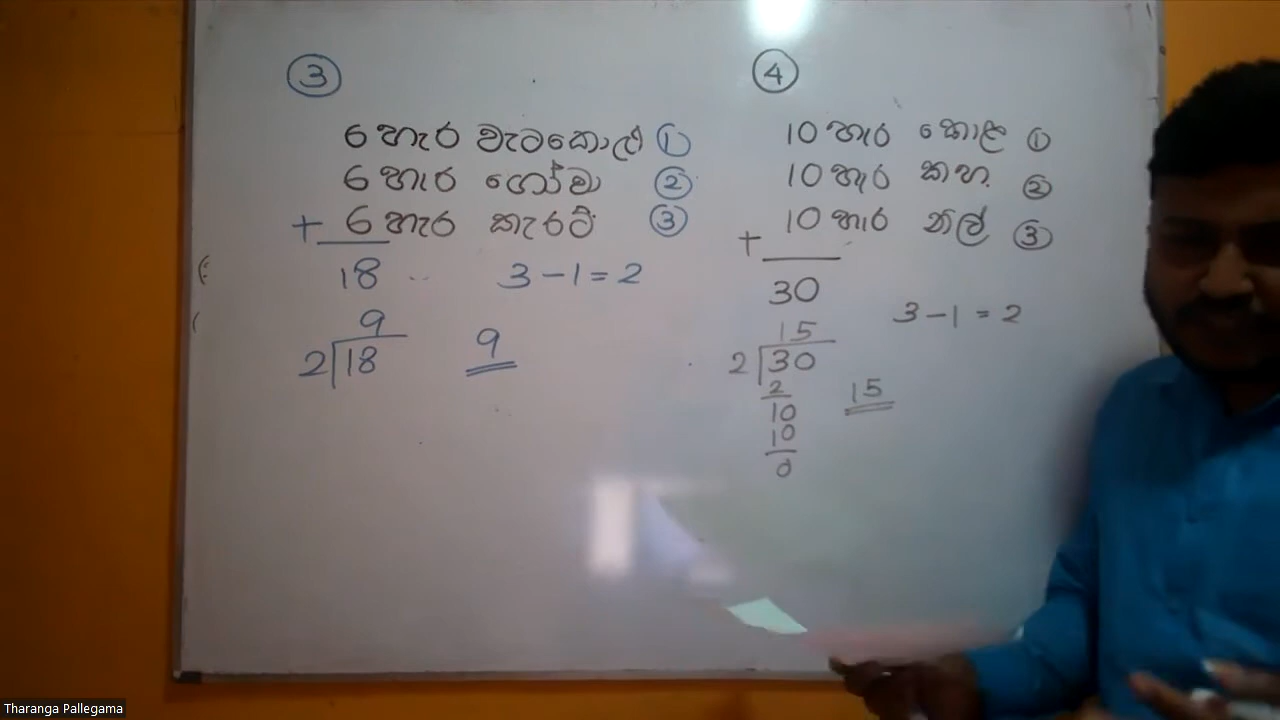 3
6 හැර වැටකොළු 1
6 හැර ගෝවා 2
+ 6 හැර කැරට් 3
18
3 - 1 = 2
9
2 18
9
4
10 හැර කොළ 1
10 හැර කහ 2
+ 10 හැර නිල් 3
30
3 - 1 = 2
15
2 30
2
10
10
0
15
Tharanga Pallegama